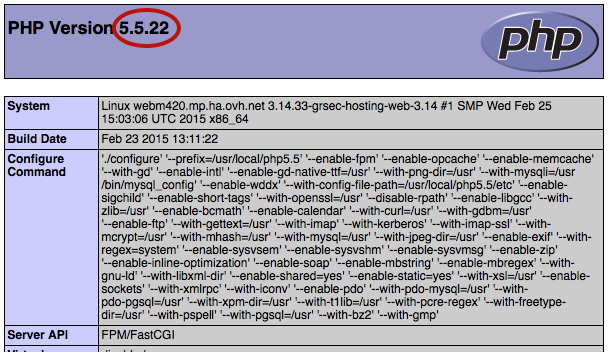 PHP Version 5.5.22
php
System
Linux webm420.mp.ha.ovh.net 3.14.33-grsec-hosting-web-3.14 #1 SMP Wed Feb 25
15:03:06 UTC 2015 x86_64
Build Date
Feb 23 2015 13:11:22
Configure
Command
'./configure' '--prefix=/usr/local/php5.5' '--enable-fpm' '--enable-opcache' '--enable-memcache'
'--with-gd' '--enable-intl' '--enable-gd-native-ttf=/usr' '--with-png-dir=/usr' '--with-mysqli=/usr
/bin/mysql_config' '--enable-wddx' '--with-config-file-path=/usr/local/php5.5/etc' '--enable-
sigchild' '--enable-short-tags' '--with-openssl=/usr' '--disable-rpath' '--enable-libgcc' '--with-
zlib=/usr' '--enable-bcmath' '--enable-calendar' '--with-curl=/usr' '--with-gdbm=/usr'
'--enable-ftp' '--with-gettext=/usr' '--with-imap' '--with-kerberos' '--with-imap-ssl' '--with-
mcrypt=/usr' '--with-mhash=/usr' '--with-mysql=/usr' '--with-jpeg-dir=/usr' '--enable-exif' '--with-
regex=system' '--enable-sysvsem' '--enable-sysvshm' '--enable-sysvmsg' '--enable-zip'
'--enable-inline-optimization' '--enable-soap' '--enable-mbstring' '--enable-mbregex' '--with-
gnu-ld' '--with-libxml-dir' '--enable-shared=yes' '--enable-static=yes' '--with-xsl=/usr' '--enable-
sockets' '--with-xmlrpc' '--with-iconv' '--enable-pdo' '--with-pdo-mysql=/usr' '--with-
pdo-pgsql=/usr' '--with-xpm-dir=/usr' '--with-t1lib=/usr' '--with-pcre-regex' '--with-freetype-
dir=/usr' '--with-pspell' '--with-pgsql=/usr' '--with-bz2' '--with-gmp'
Server API
FPM/FastCGI